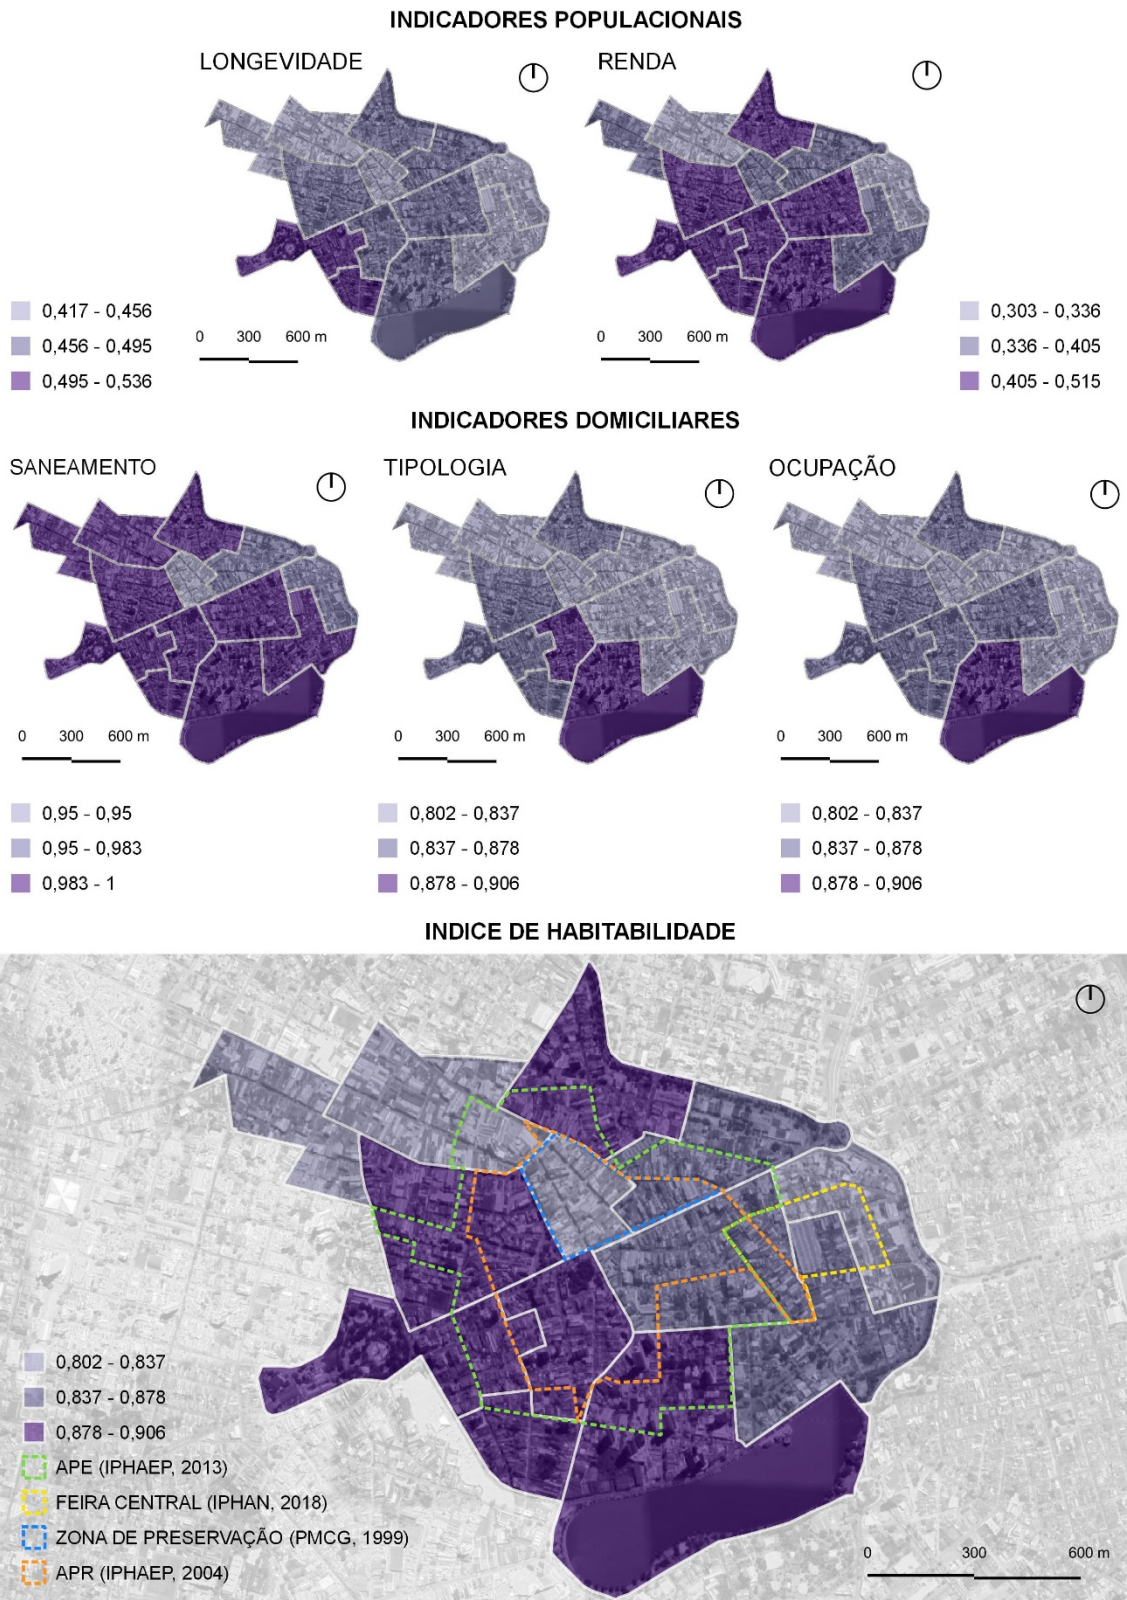 INDICADORES POPULACIONAIS
LONGEVIDADE
RENDA
0,417 - 0,456
0,456 - 0,495
0,495 - 0,536
0 300 600 m
0 300 600 m
0,303 - 0,336
0,336 - 0,405
0,405 - 0,515
INDICADORES DOMICILIARES
SANEAMENTO
TIPOLOGIA
OCUPAÇÃO
0 300 600 m
0 300 600 m
0 300 600 m
0,95 - 0,95
0,95 - 0,983
0,983 - 1
0,802 - 0,837
0,837 - 0,878
0,878 - 0,906
0,802 - 0,837
0,837 - 0,878
0,878 - 0,906
INDICE DE HABITABILIDADE
0,802 - 0,837
0,837 - 0,878
0,878 - 0,906
APE (IPHAEP, 2013)
FEIRA CENTRAL (IPHAN, 2018)
ZONA DE PRESERVAÇÃO (PMCG, 1999)
APR (IPHAEP, 2004)
0 300 600 m